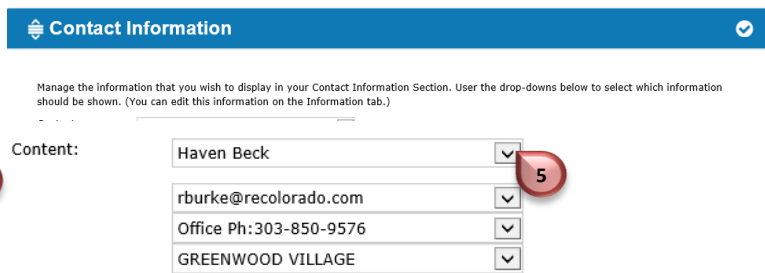 Contact Information
Manage the information that you wish to display in your Contact Information Section. User the drop-downs below to select which information
should be shown. (You can edit this information on the Information tab.)
Content:
Haven Beck
5
rburke@recolorado.com
Office Ph:303-850-9576
GREENWOOD VILLAGE